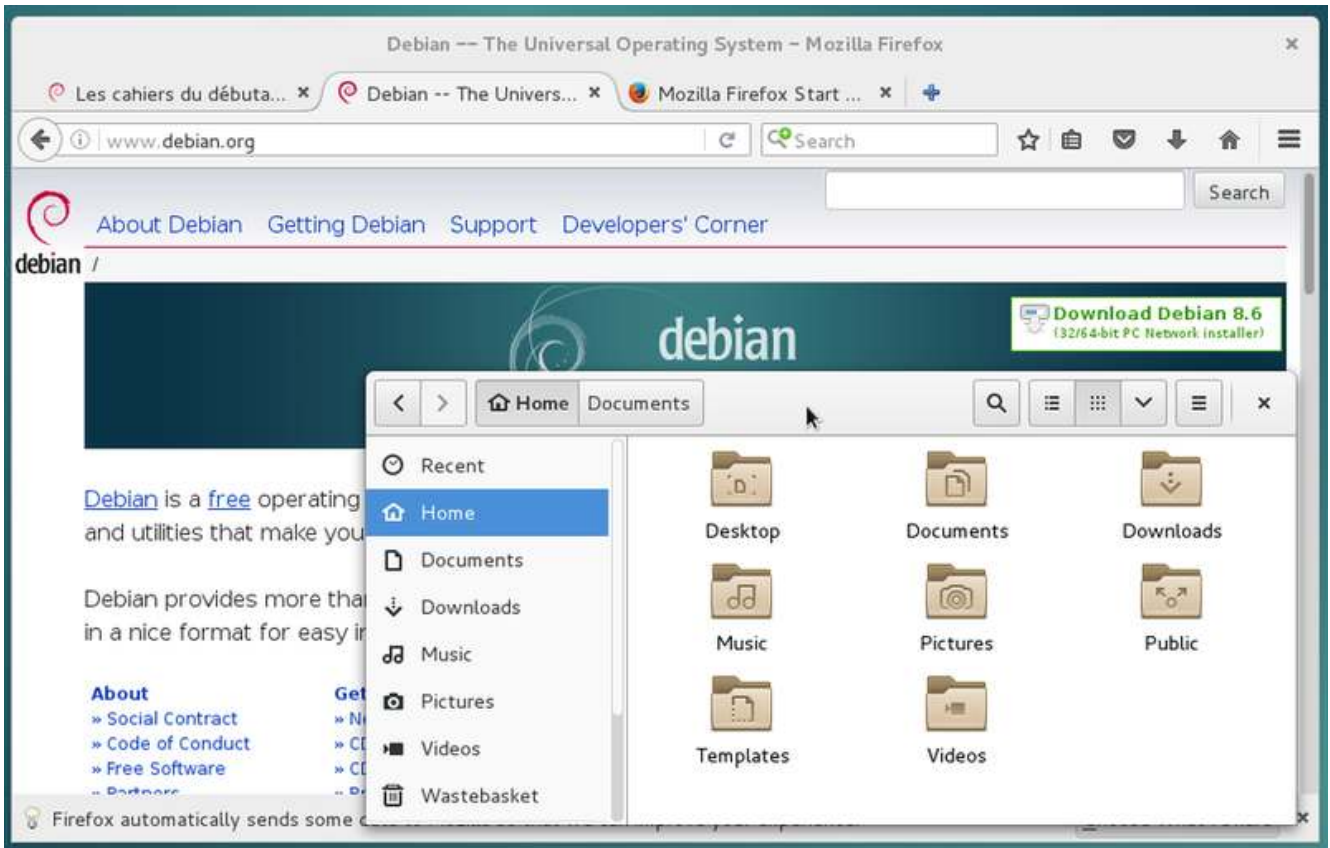 Debian -- The Universal Operating System - Mozilla Firefox
Les cahiers du débuta...
Debian -- The Univers...
Mozilla Firefox Start ...
www.debian.org
Search
Search
About Debian Getting Debian Support Developers' Corner
debian /
debian
Download Debian 8.6
(32/64-bit PC Network installer)
Home Documents
Recent
Home
Documents
Downloads
Music
Pictures
Videos
Wastebasket
Desktop Documents Downloads
Music Pictures Public
Templates Videos
Debian is a free operating
and utilities that make you
Debian provides more than
in a nice format for easy
About
» Social Contract
» Code of Conduct
» Free Software
» Partners
Firefox automatically sends some